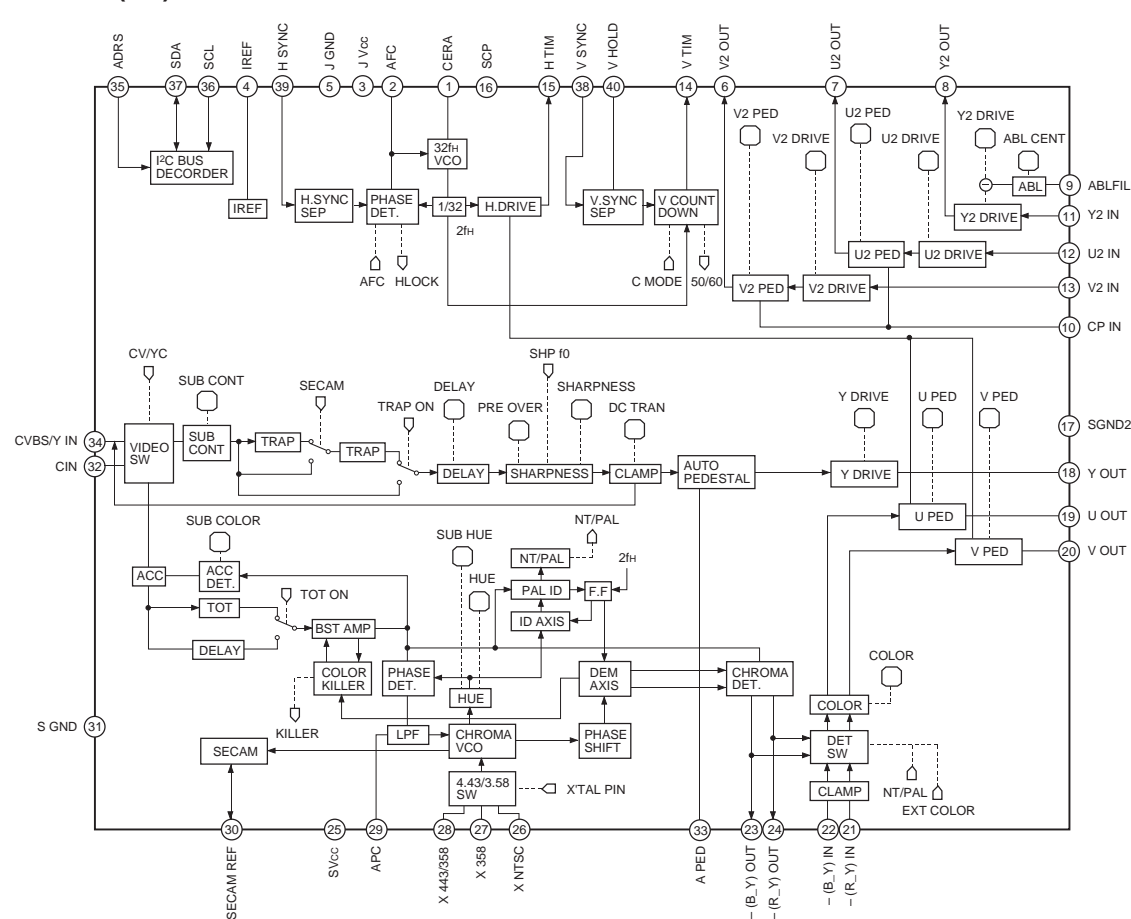 ADRS
SDA
SCL
IREF
H SYNC
J GND
J Vcc
AFC
CERA
SCP
H TIM
V SYNC
V HOLD
V TIM
V2 OUT
U2 OUT
Y2 OUT
35
37
36
4
39
5
3
2
1
16
15
38
40
14
6
7
8
V2 PED
V2 DRIVE
U2 PED
U2 DRIVE
Y2 DRIVE
ABL CENT
I²C BUS
DECORDER
IREF
H.SYNC
SEP
PHASE
DET.
32fH
VCO
1/32
2fH
H.DRIVE
V.SYNC
SEP
V COUNT
DOWN
AFC
HLOCK
C MODE
50/60
ABL
9 ABLFIL
Y2 DRIVE
11 Y2 IN
U2 PED
U2 DRIVE
12 U2 IN
V2 PED
V2 DRIVE
13 V2 IN
10 CP IN
CV/YC
SUB CONT
SECAM
TRAP ON
DELAY
PRE OVER
SHP f0
SHARPNESS
DC TRAN
Y DRIVE
U PED
V PED
17 SGND2
CVBS/Y IN 34
CIN 32
VIDEO
SW
SUB
CONT
TRAP
TRAP
DELAY
SHARPNESS
CLAMP
AUTO
PEDESTAL
Y DRIVE
18 Y OUT
U PED
19 U OUT
V PED
20 V OUT
SUB COLOR
SUB HUE
HUE
NT/PAL
2fH
ACC
ACC
DET.
NT/PAL
PAL ID
F.F
ID AXIS
TOT
TOT ON
BST AMP
DELAY
COLOR
KILLER
PHASE
DET.
HUE
DEM
AXIS
CHROMA
DET.
COLOR
COLOR
S GND 31
KILLER
LPF
CHROMA
VCO
PHASE
SHIFT
DET
SW
SECAM
4.43/3.58
SW
X'TAL PIN
CLAMP
NT/PAL
EXT COLOR
30
25
29
28
27
26
33
23
24
22
21
SECAM REF
SVcc
APC
X 443/358
X 358
X NTSC
A PED
– (B_Y) OUT
– (R_Y) OUT
– (B_Y) IN
– (R_Y) IN